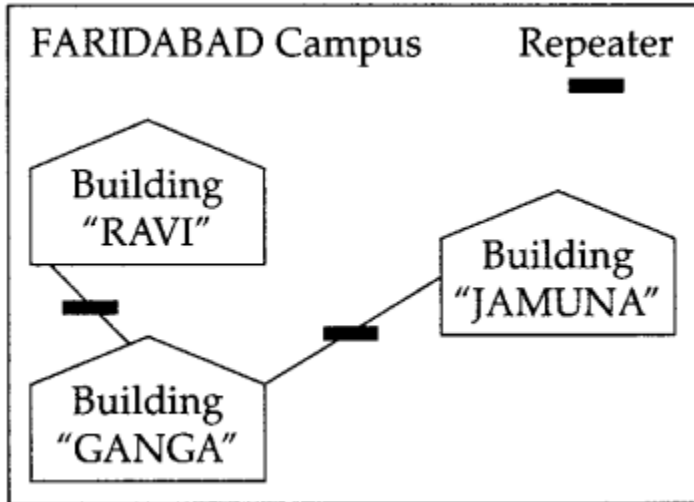 FARIDABAD Campus
Repeater
Building
“RAVI”
Building
“JAMUNA”
Building
“GANGA”